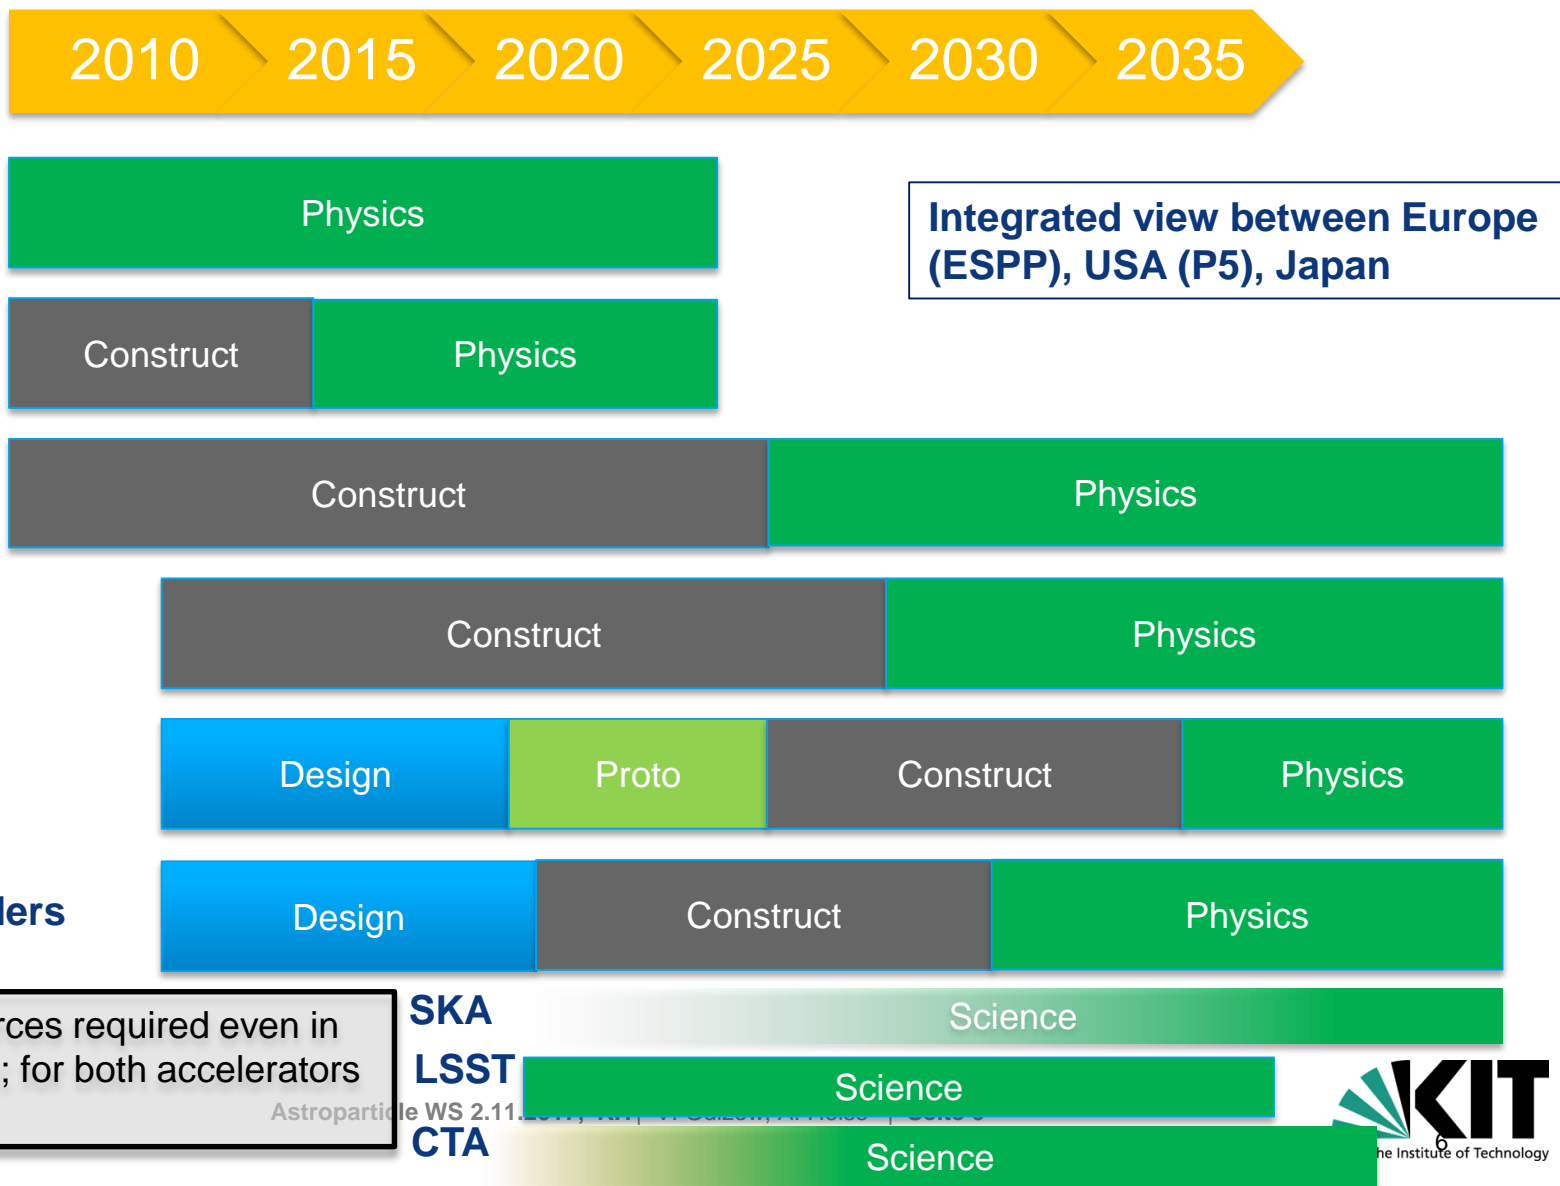 2010 2015 2020 2025 2030 2035
Physics
Integrated view between Europe
(ESPP), USA (P5), Japan
Construct Physics
Construct Physics
Construct Physics
Design Proto Construct Physics
lers Design Construct Physics
rces required even in
; for both accelerators
SKA Science
LSST Science
Astroparticle WS 2.11.
CTA Science
KIT
he Institute of Technology
6